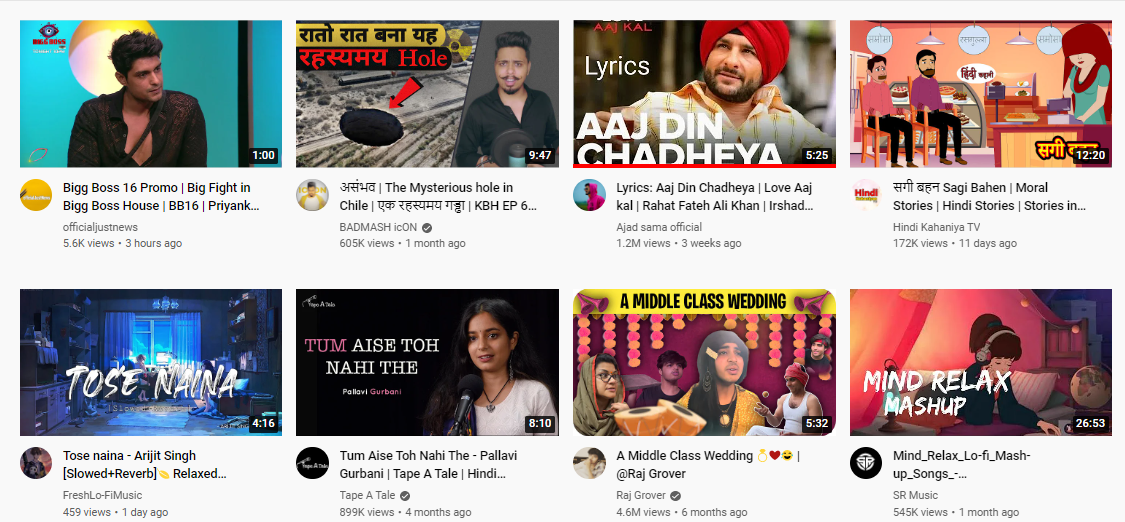 BIGG BOSS
1:00
रातो रात बना यह
रहस्यमय Hole
9:47
AAJ KAL
Lyrics
AAJ DIN
CHADHEYA
5:25
समोसा
रसगुल्ला
समोसा
हिंदी कहानी
सगी बहन
12:20
Bigg Boss 16 Promo | Big Fight in
Bigg Boss House | BB16 | Priyank...
officialjustnews
5.6K views • 3 hours ago
असंभव | The Mysterious hole in
Chile | एक रहस्यमय गड्ढा | KBH EP 6...
BADMASH icON
605K views • 1 month ago
Lyrics: Aaj Din Chadheya | Love Aaj
kal | Rahat Fateh Ali Khan | Irshad...
Ajad sama official
1.2M views • 3 weeks ago
Hindi
सगी बहन Sagi Bahen | Moral
Stories | Hindi Stories | Stories in...
Hindi Kahaniya TV
172K views • 11 days ago
TOSE NAINA
4:16
Tape A Tale
TUM AISE TOH
NAHI THE
Pallavi Gurbani
8:10
A MIDDLE CLASS WEDDING
5:32
MIND RELAX
MASHUP
26:53
Tose naina - Arijit Singh
[Slowed+Reverb]👊 Relaxed...
FreshLo-FiMusic
459 views • 1 day ago
Tum Aise Toh Nahi The - Pallavi
Gurbani | Tape A Tale | Hindi...
Tape A Tale
899K views • 4 months ago
A Middle Class Wedding 💍❤️😂 |
@Raj Grover
Raj Grover
4.6M views • 6 months ago
Mind_Relax_Lo-fi_Mash-
up_Songs_-...
SR Music
545K views • 1 month ago